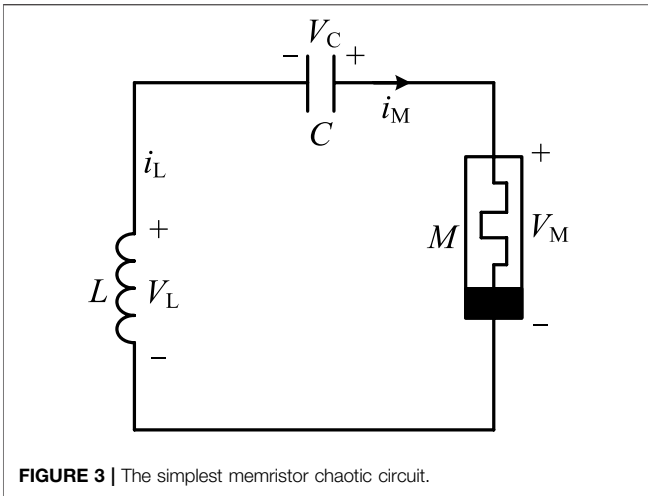 V_C
− +
i_M
C
i_L
+
+
M
V_M
L
V_L
−
−
FIGURE 3 | The simplest memristor chaotic circuit.